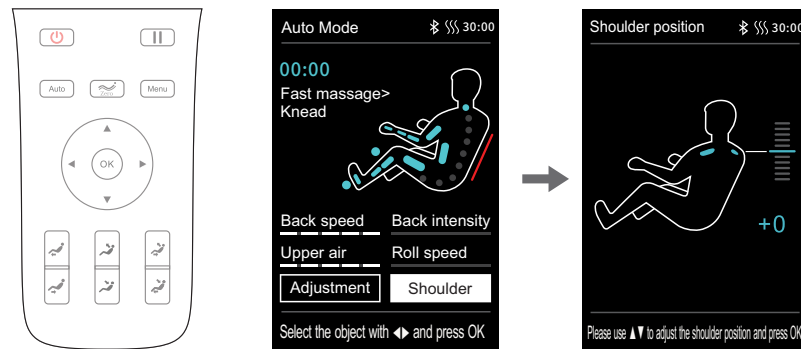 Auto
Zero
Menu
OK
Auto Mode 30:00
00:00
Fast massage>
Knead
Back speed Back intensity
Upper air Roll speed
Adjustment Shoulder
Select the object with ◀▶ and press OK
Shoulder position 30:00
+0
Please use ▲▼ to adjust the shoulder position and press OK